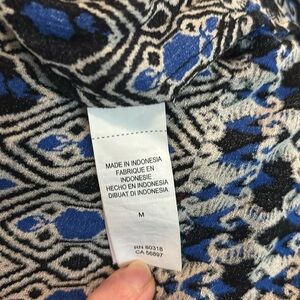 MADE IN INDONESIA
FABRIQUE EN
INDONESIE
HECHO EN INDONESIA
DIBUAT DI INDONESIA
M
RN 80318
CA 56897